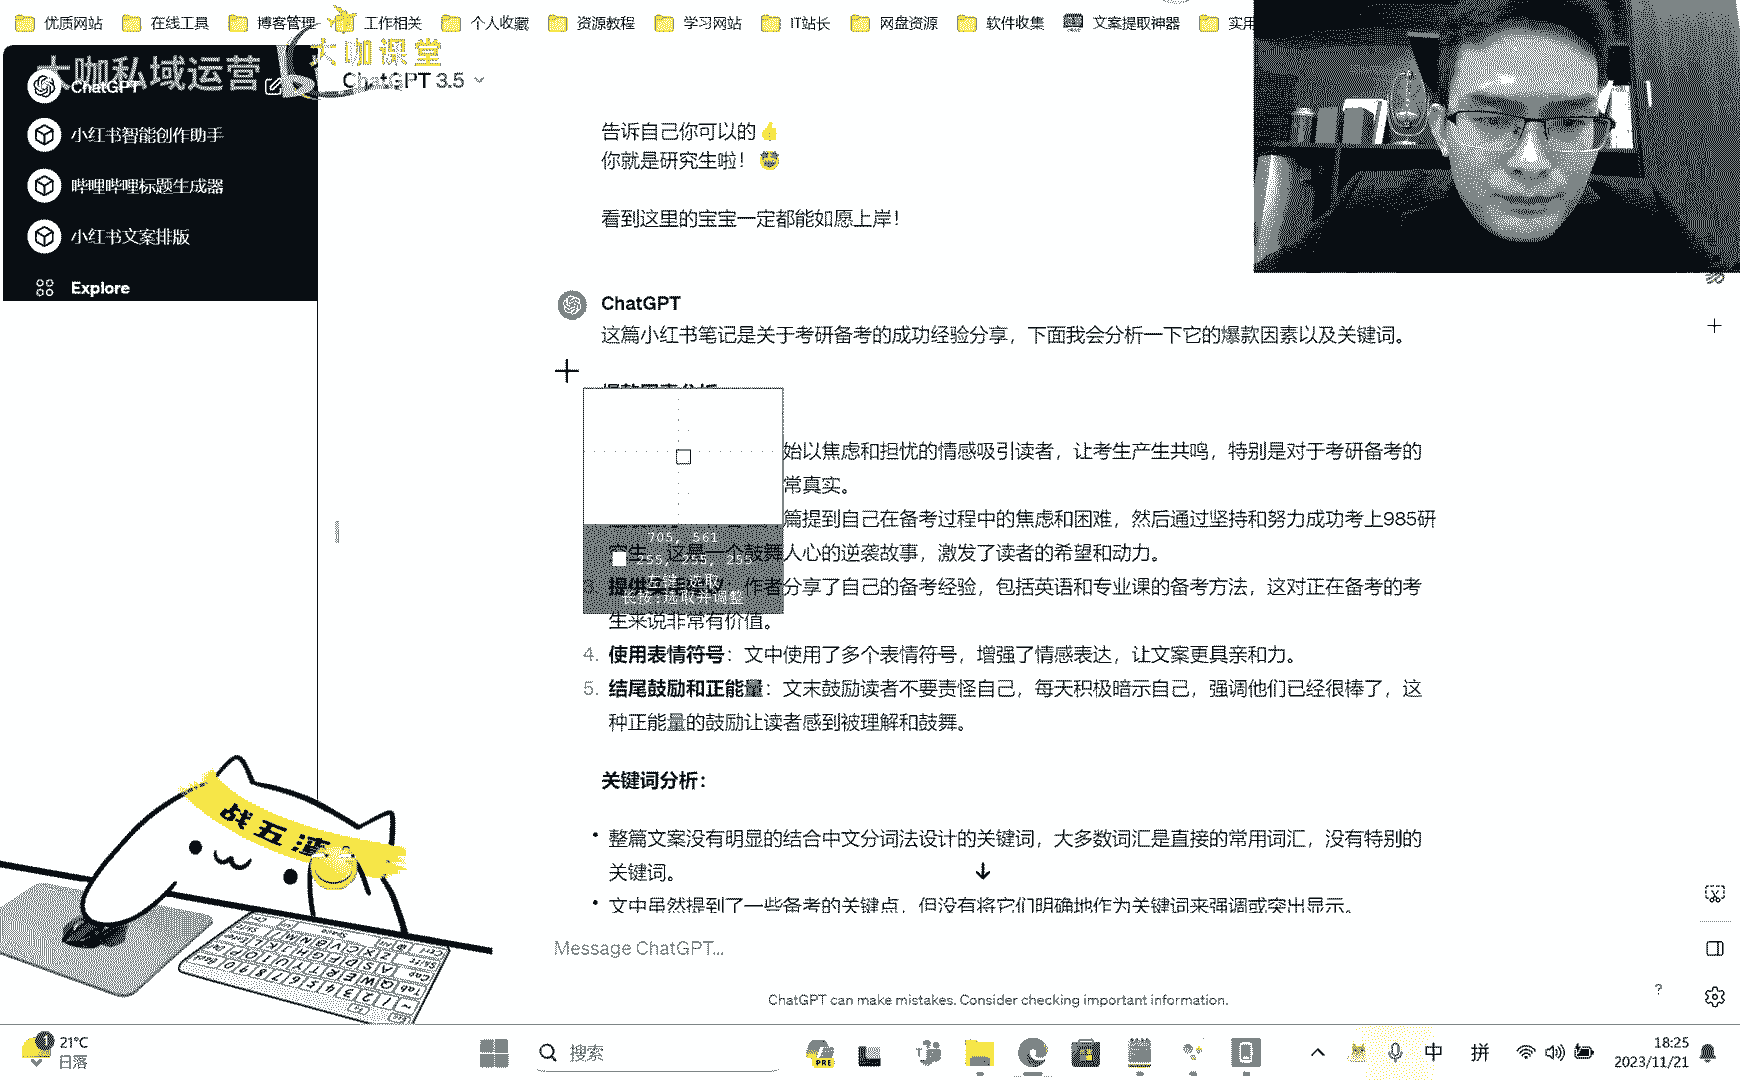 优质网站 在线工具 博客管理 工作相关 个人收藏 资源教程 学习网站 IT站长 网盘资源 软件收集 文案提取神器 实用
大咖私域运营
大咖课堂
ChatGPT
ChatGPT 3.5
小红书智能创作助手
哔哩哔哩标题生成器
小红书文案排版
Explore
告诉自己你可以的👍
你就是研究生啦！🤩
看到这里的宝宝一定都能如愿上岸！
ChatGPT
这篇小红书笔记是关于考研备考的成功经验分享，下面我会分析一下它的爆款因素以及关键词。
始以焦虑和担忧的情感吸引读者，让考生产生共鸣，特别是对于考研备考的
常真实。
篇提到自己在备考过程中的焦虑和困难，然后通过坚持和努力成功考上985研
究生，这是一个鼓舞人心的逆袭故事，激发了读者的希望和动力。
705, 561
255, 255, 255
左键:选取
长按:选取并调整
作者分享了自己的备考经验，包括英语和专业课的备考方法，这对正在备考的考
生来说非常有价值。
4. 使用表情符号：文中使用了多个表情符号，增强了情感表达，让文案更具亲和力。
5. 结尾鼓励和正能量：文末鼓励读者不要责怪自己，每天积极暗示自己，强调他们已经很棒了，这
种正能量的鼓励让读者感到被理解和鼓舞。
关键词分析：
• 整篇文案没有明显的结合中文分词法设计的关键词，大多数词汇是直接的常用词汇，没有特别的
关键词。
• 文中虽然提到了一些备考的关键点，但没有将它们明确地作为关键词来强调或突出显示。
Message ChatGPT...
ChatGPT can make mistakes. Consider checking important information.
?
战五渣
1
21°C
日落
搜索
PRE
中
拼
18:25
2023/11/21